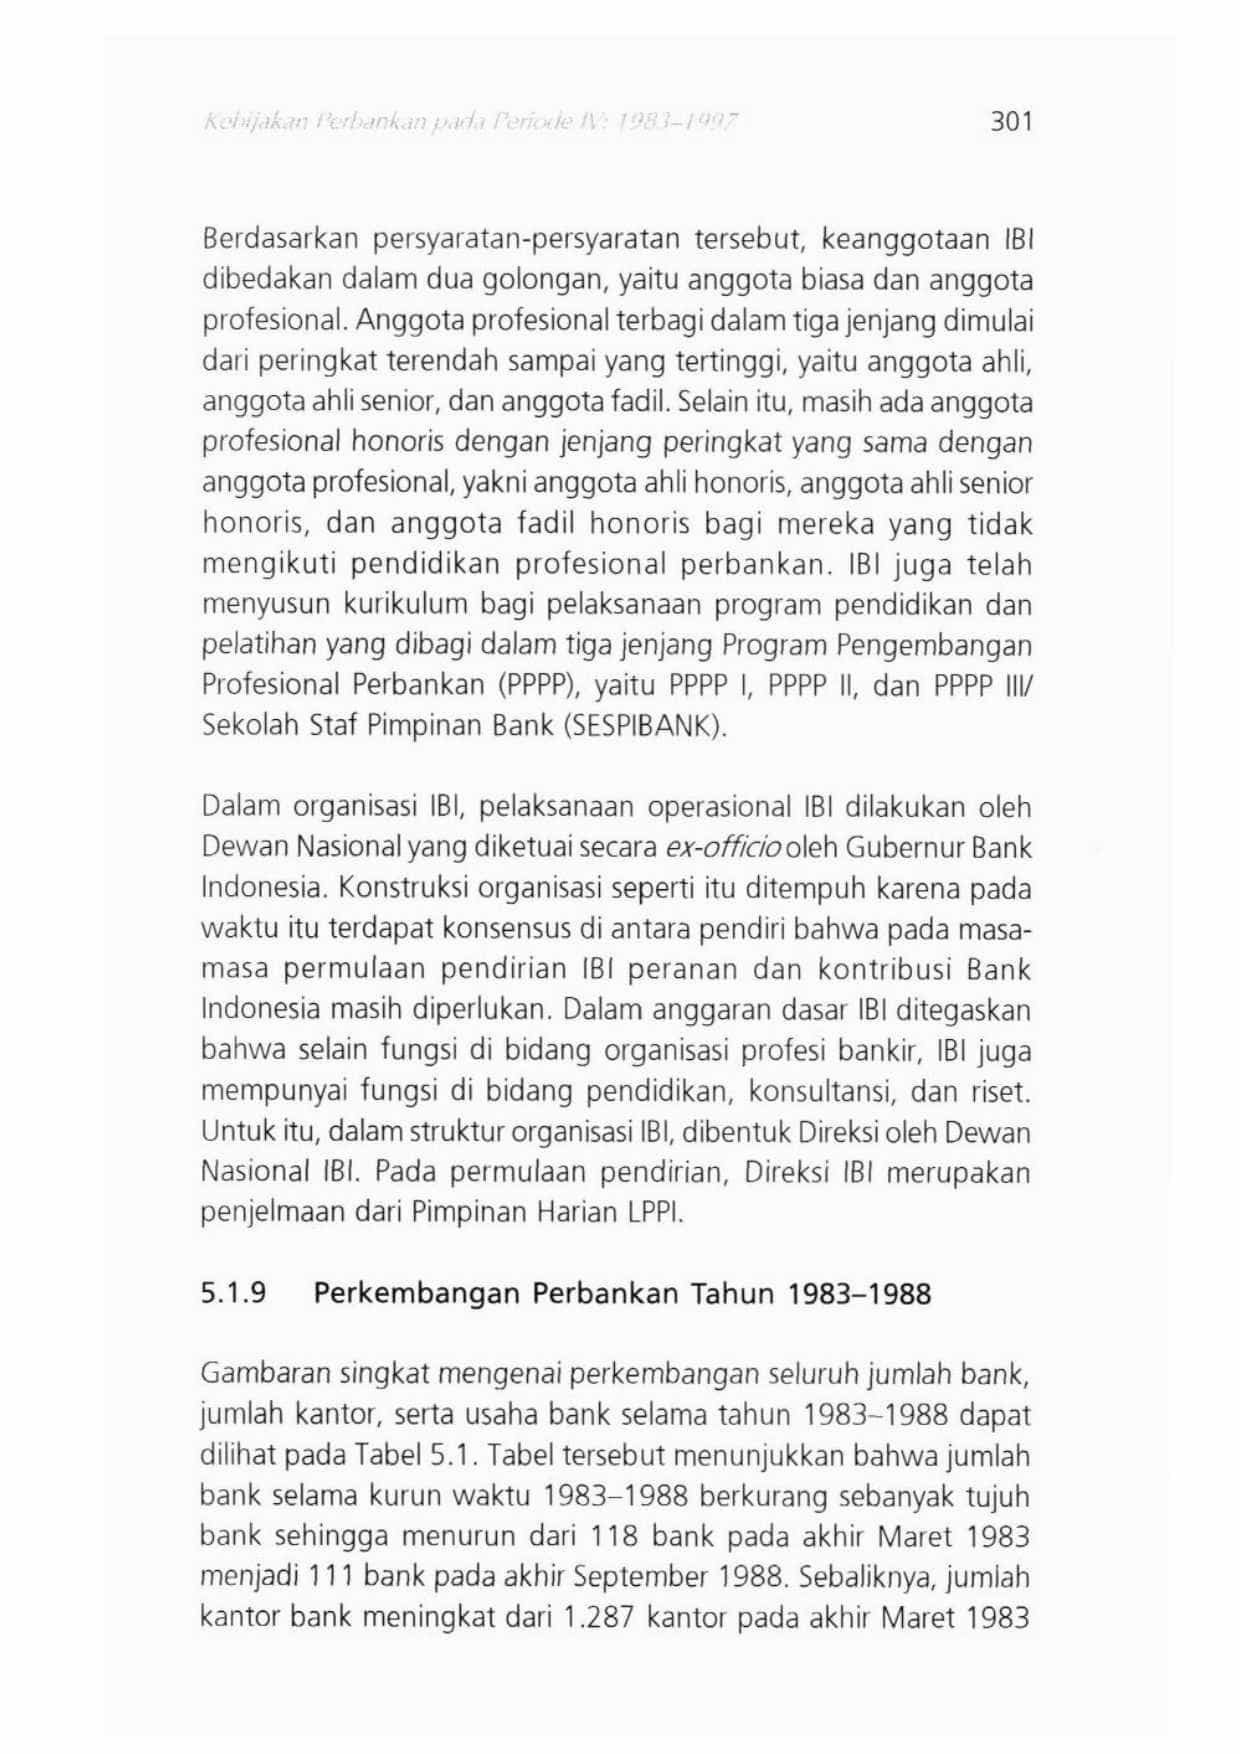 Kebijakan Perbankan pada Periode IV: 1983–1997
301
Berdasarkan persyaratan-persyaratan tersebut, keanggotaan IBI
dibedakan dalam dua golongan, yaitu anggota biasa dan anggota
profesional. Anggota profesional terbagi dalam tiga jenjang dimulai
dari peringkat terendah sampai yang tertinggi, yaitu anggota ahli,
anggota ahli senior, dan anggota fadil. Selain itu, masih ada anggota
profesional honoris dengan jenjang peringkat yang sama dengan
anggota profesional, yakni anggota ahli honoris, anggota ahli senior
honoris, dan anggota fadil honoris bagi mereka yang tidak
mengikuti pendidikan profesional perbankan. IBI juga telah
menyusun kurikulum bagi pelaksanaan program pendidikan dan
pelatihan yang dibagi dalam tiga jenjang Program Pengembangan
Profesional Perbankan (PPPP), yaitu PPPP I, PPPP II, dan PPPP III/
Sekolah Staf Pimpinan Bank (SESPIBANK).
Dalam organisasi IBI, pelaksanaan operasional IBI dilakukan oleh
Dewan Nasional yang diketuai secara ex-officio oleh Gubernur Bank
Indonesia. Konstruksi organisasi seperti itu ditempuh karena pada
waktu itu terdapat konsensus di antara pendiri bahwa pada masa-
masa permulaan pendirian IBI peranan dan kontribusi Bank
Indonesia masih diperlukan. Dalam anggaran dasar IBI ditegaskan
bahwa selain fungsi di bidang organisasi profesi bankir, IBI juga
mempunyai fungsi di bidang pendidikan, konsultansi, dan riset.
Untuk itu, dalam struktur organisasi IBI, dibentuk Direksi oleh Dewan
Nasional IBI. Pada permulaan pendirian, Direksi IBI merupakan
penjelmaan dari Pimpinan Harian LPPI.
5.1.9 Perkembangan Perbankan Tahun 1983–1988
Gambaran singkat mengenai perkembangan seluruh jumlah bank,
jumlah kantor, serta usaha bank selama tahun 1983–1988 dapat
dilihat pada Tabel 5.1. Tabel tersebut menunjukkan bahwa jumlah
bank selama kurun waktu 1983–1988 berkurang sebanyak tujuh
bank sehingga menurun dari 118 bank pada akhir Maret 1983
menjadi 111 bank pada akhir September 1988. Sebaliknya, jumlah
kantor bank meningkat dari 1.287 kantor pada akhir Maret 1983